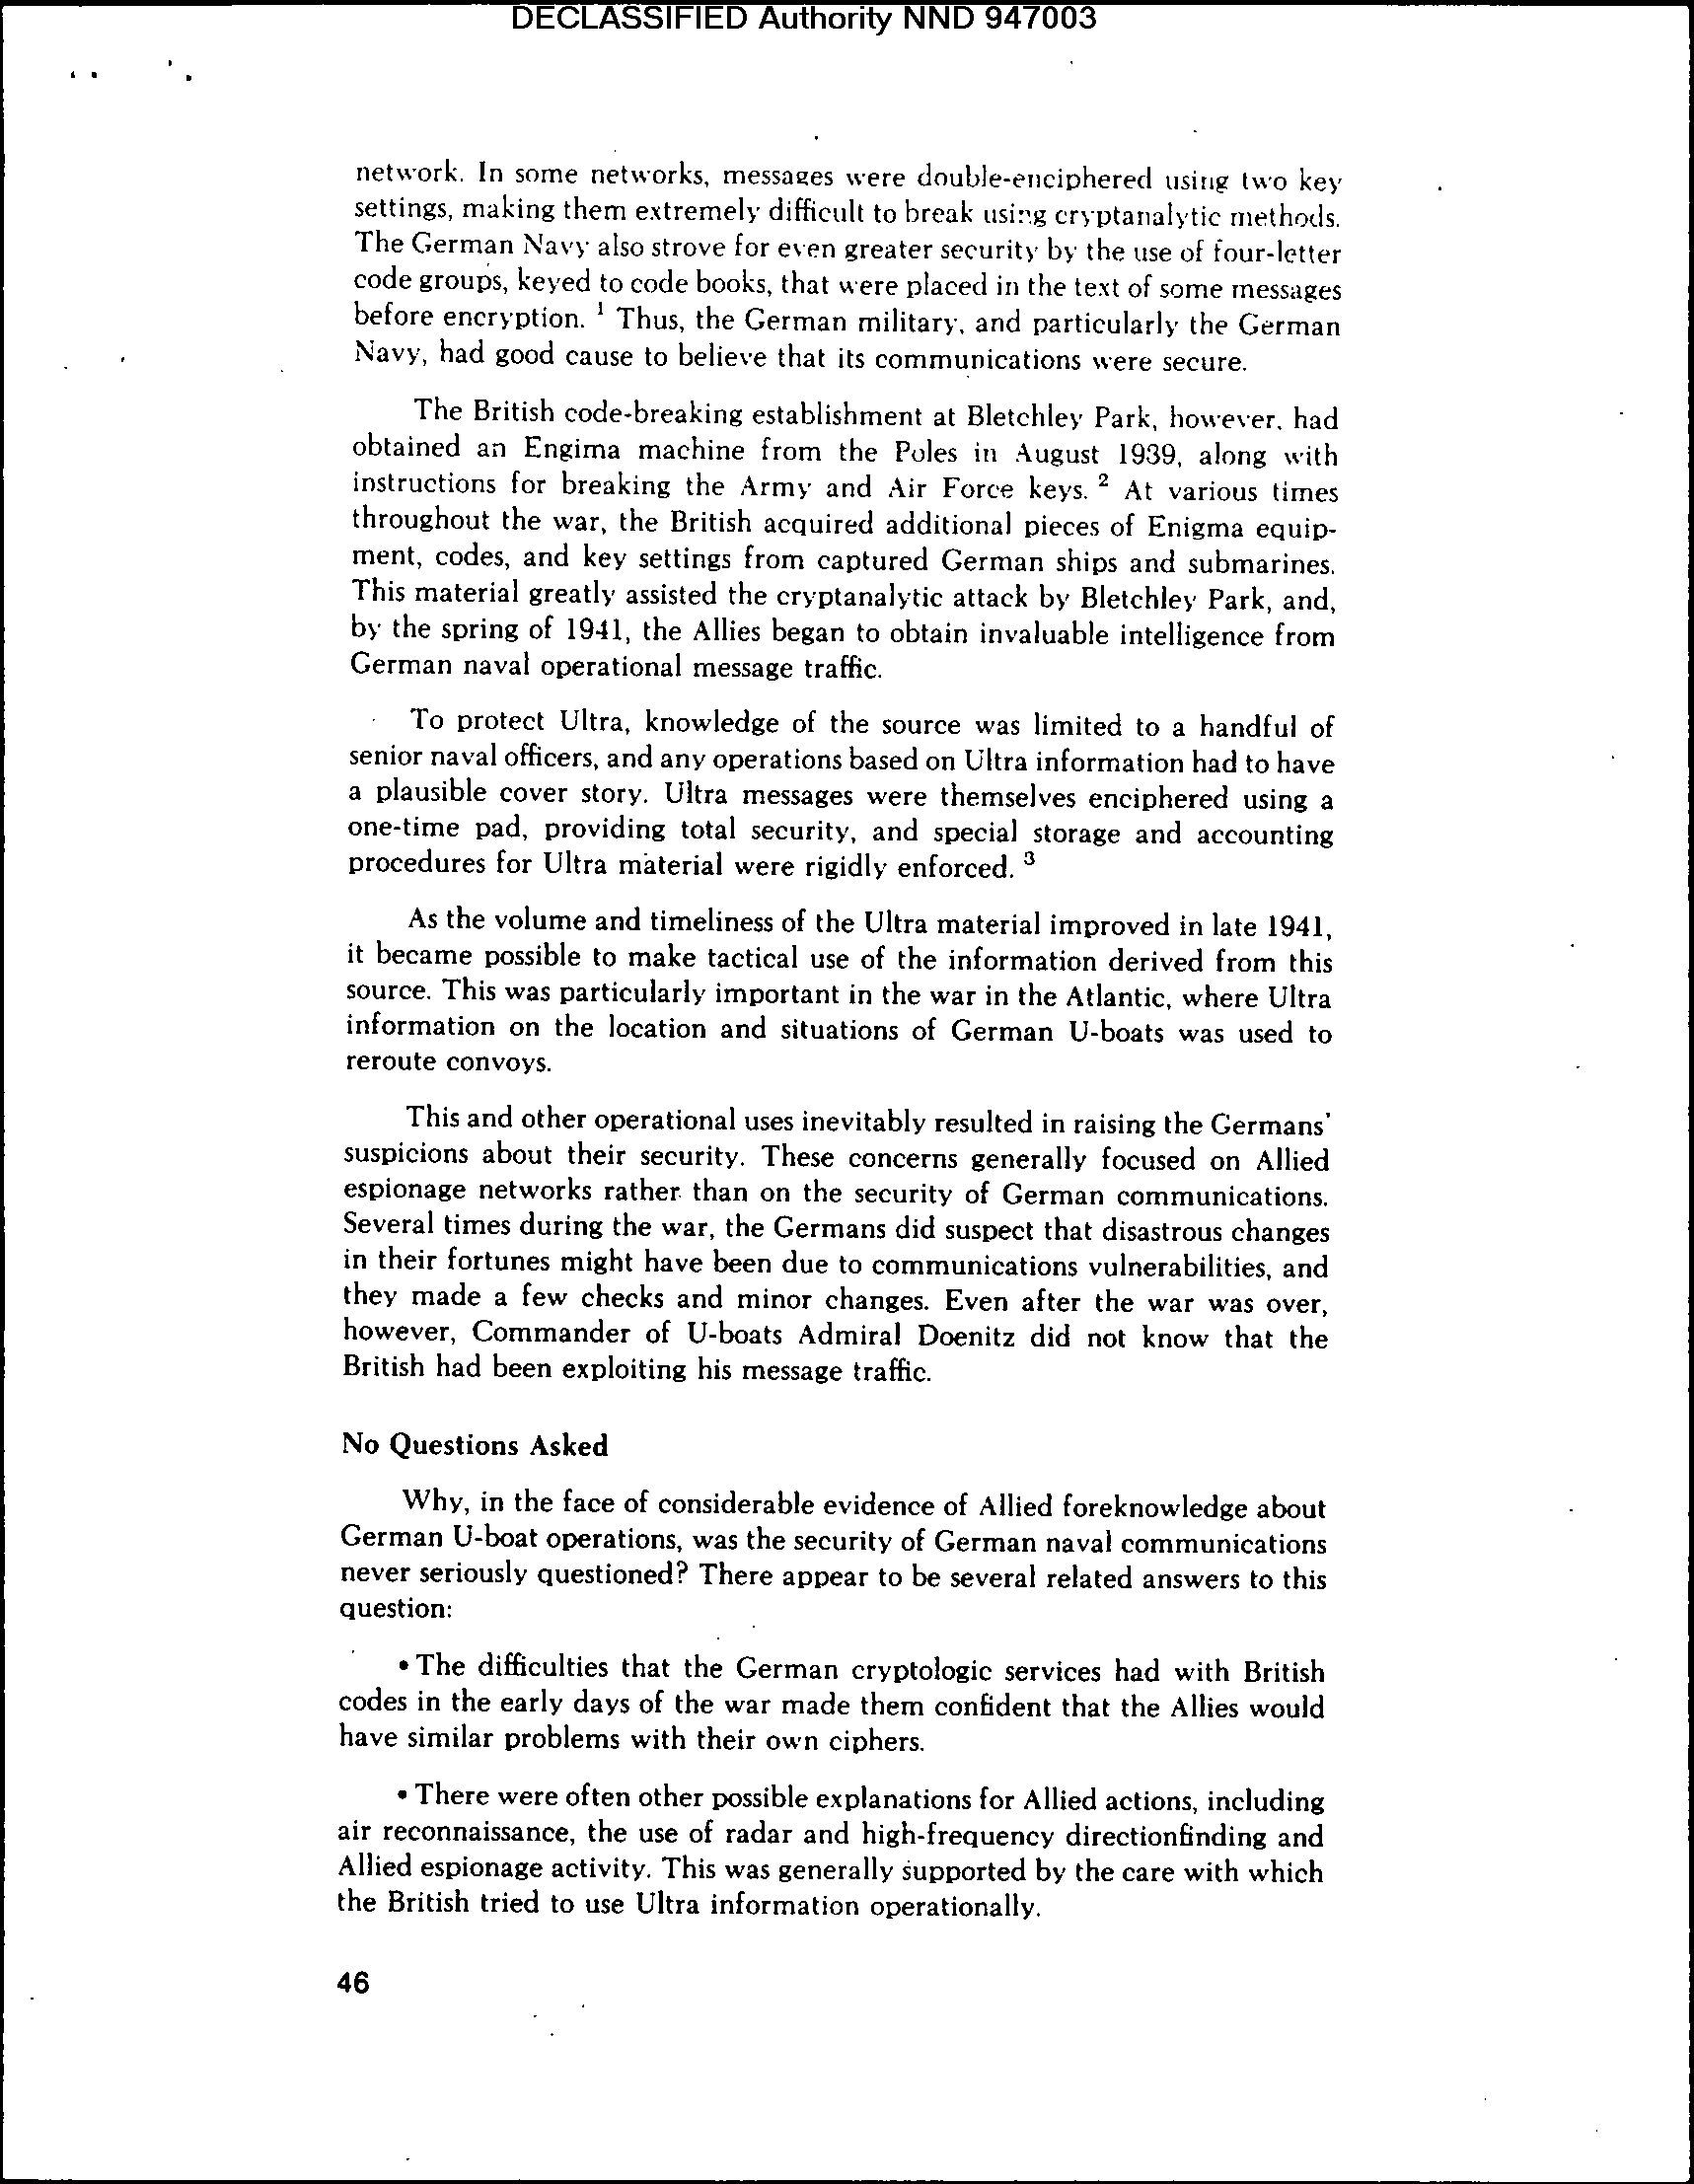 DECLASSIFIED Authority NND 947003
network. In some networks, messages were double-enciphered using two key
settings, making them extremely difficult to break using cryptanalytic methods.
The German Navy also strove for even greater security by the use of four-letter
code groups, keyed to code books, that were placed in the text of some messages
before encryption. 1 Thus, the German military, and particularly the German
Navy, had good cause to believe that its communications were secure.
The British code-breaking establishment at Bletchley Park, however, had
obtained an Engima machine from the Poles in August 1939, along with
instructions for breaking the Army and Air Force keys. 2 At various times
throughout the war, the British acquired additional pieces of Enigma equip-
ment, codes, and key settings from captured German ships and submarines.
This material greatly assisted the cryptanalytic attack by Bletchley Park, and,
by the spring of 1941, the Allies began to obtain invaluable intelligence from
German naval operational message traffic.
To protect Ultra, knowledge of the source was limited to a handful of
senior naval officers, and any operations based on Ultra information had to have
a plausible cover story. Ultra messages were themselves enciphered using a
one-time pad, providing total security, and special storage and accounting
procedures for Ultra material were rigidly enforced. 3
As the volume and timeliness of the Ultra material improved in late 1941,
it became possible to make tactical use of the information derived from this
source. This was particularly important in the war in the Atlantic, where Ultra
information on the location and situations of German U-boats was used to
reroute convoys.
This and other operational uses inevitably resulted in raising the Germans'
suspicions about their security. These concerns generally focused on Allied
espionage networks rather than on the security of German communications.
Several times during the war, the Germans did suspect that disastrous changes
in their fortunes might have been due to communications vulnerabilities, and
they made a few checks and minor changes. Even after the war was over,
however, Commander of U-boats Admiral Doenitz did not know that the
British had been exploiting his message traffic.
No Questions Asked
Why, in the face of considerable evidence of Allied foreknowledge about
German U-boat operations, was the security of German naval communications
never seriously questioned? There appear to be several related answers to this
question:
• The difficulties that the German cryptologic services had with British
codes in the early days of the war made them confident that the Allies would
have similar problems with their own ciphers.
• There were often other possible explanations for Allied actions, including
air reconnaissance, the use of radar and high-frequency directionfinding and
Allied espionage activity. This was generally supported by the care with which
the British tried to use Ultra information operationally.
46